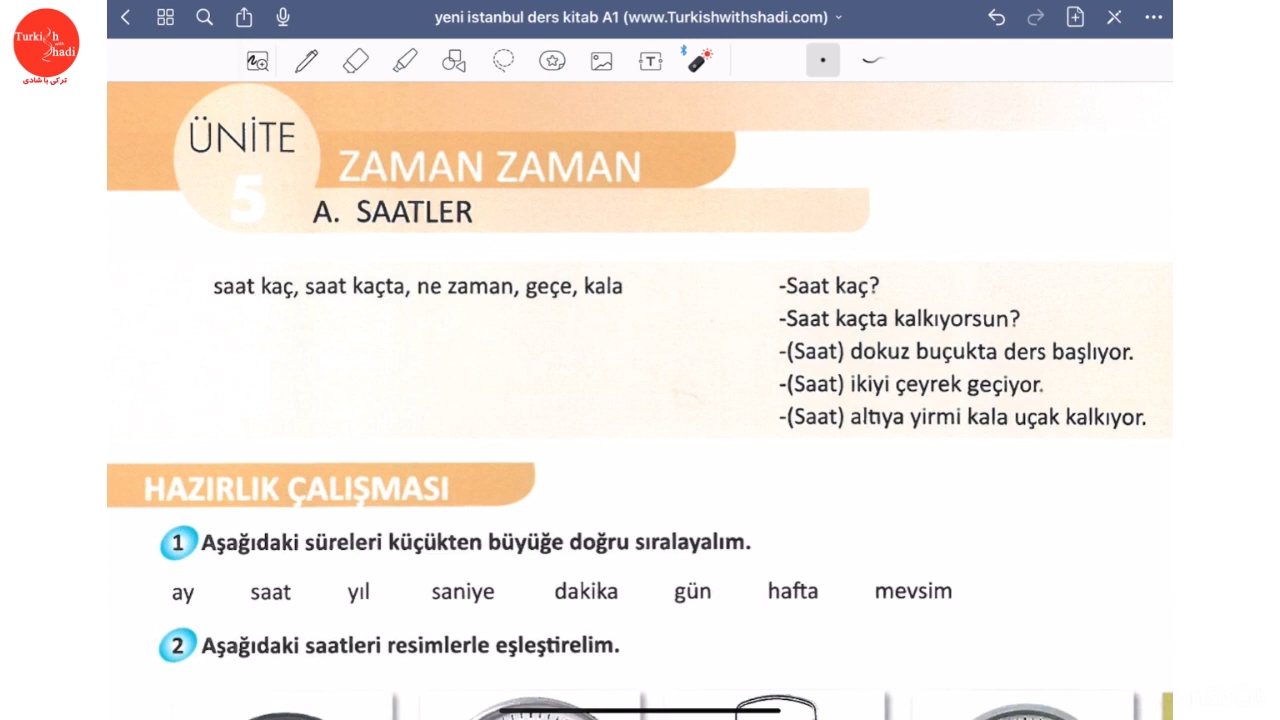 yeni istanbul ders kitab A1 (www.Turkishwithshadi.com)
Turkish
with
Shadi
ترکی با شادی
T
ÜNİTE
5
ZAMAN ZAMAN
A. SAATLER
saat kaç, saat kaçta, ne zaman, geçe, kala
-Saat kaç?
-Saat kaçta kalkıyorsun?
-(Saat) dokuz buçukta ders başlıyor.
-(Saat) ikiyi çeyrek geçiyor.
-(Saat) altıya yirmi kala uçak kalkıyor.
HAZIRLIK ÇALIŞMASI
1 Aşağıdaki süreleri küçükten büyüğe doğru sıralayalım.
ay saat yıl saniye dakika gün hafta mevsim
2 Aşağıdaki saatleri resimlerle eşleştirelim.